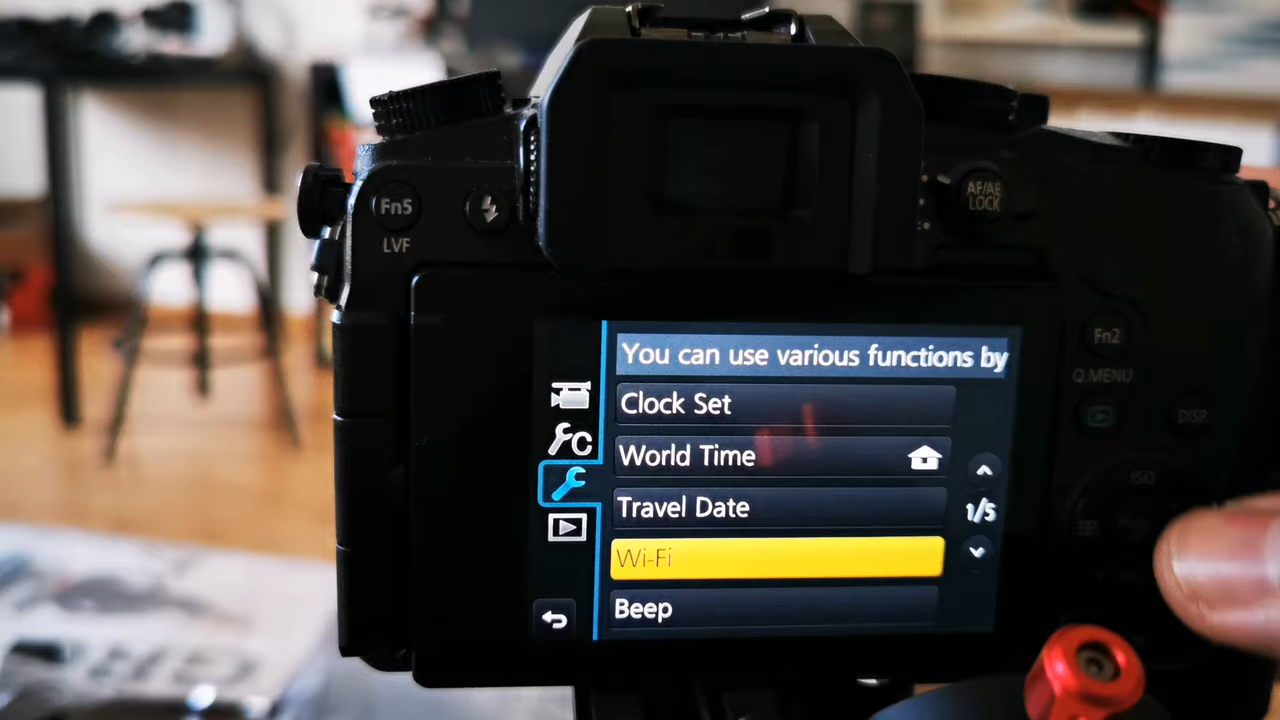 Fn5
LVF
AF/AE
LOCK
Fn2
Q.MENU
DISP.
ISO
You can use various functions by
Clock Set
World Time
Travel Date
1/5
Wi-Fi
Beep
C